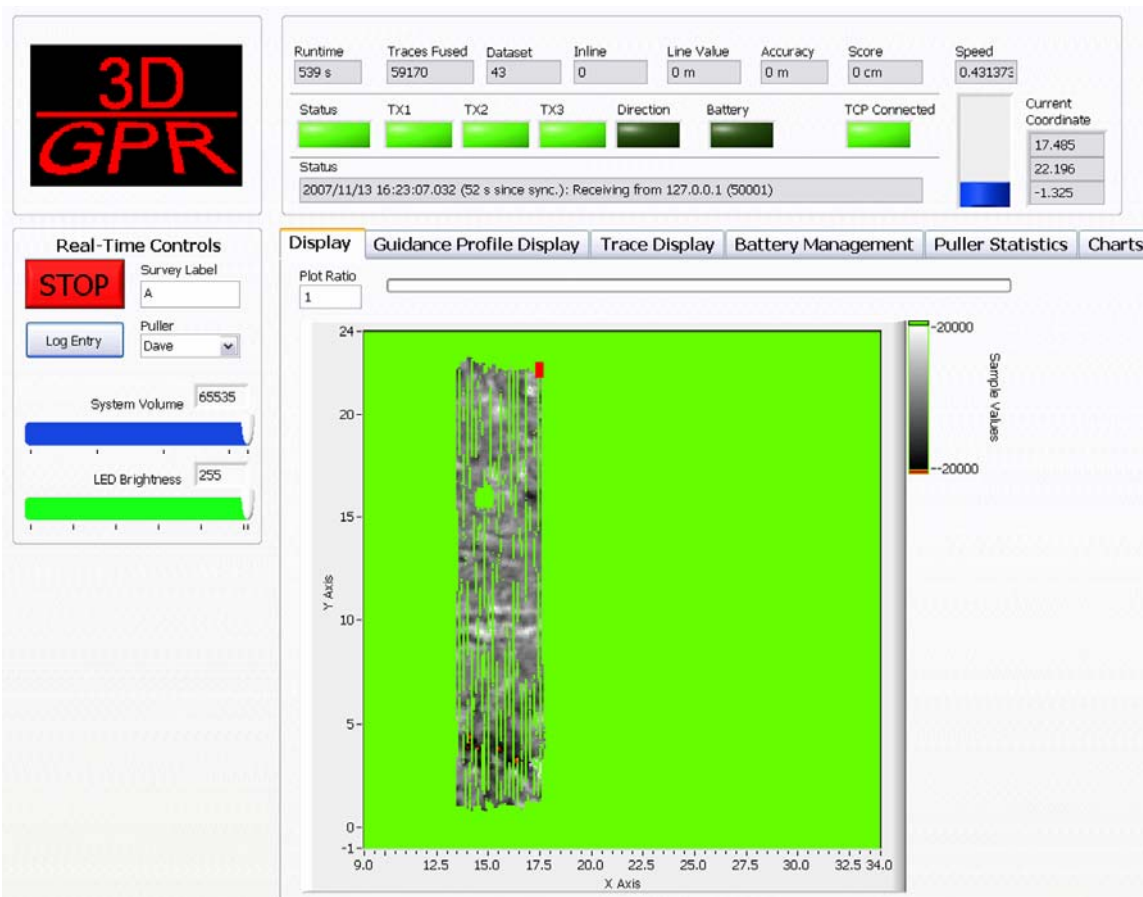 3D
GPR
Runtime Traces Fused Dataset Inline Line Value Accuracy Score Speed
539 s 59170 43 0 0 m 0 m 0 cm 0.431373
Status TX1 TX2 TX3 Direction Battery TCP Connected
Current
Coordinate
17.485
22.196
-1.325
Status
2007/11/13 16:23:07.032 (52 s since sync.): Receiving from 127.0.0.1 (50001)
Real-Time Controls
STOP
Survey Label
A
Log Entry
Puller
Dave
System Volume 65535
LED Brightness 255
Display Guidance Profile Display Trace Display Battery Management Puller Statistics Charts
Plot Ratio
1
24
20
15
10
5
0
-1
Y Axis
9.0 12.5 15.0 17.5 20.0 22.5 25.0 27.5 30.0 32.5 34.0
X Axis
-20000
--20000
Sample Values